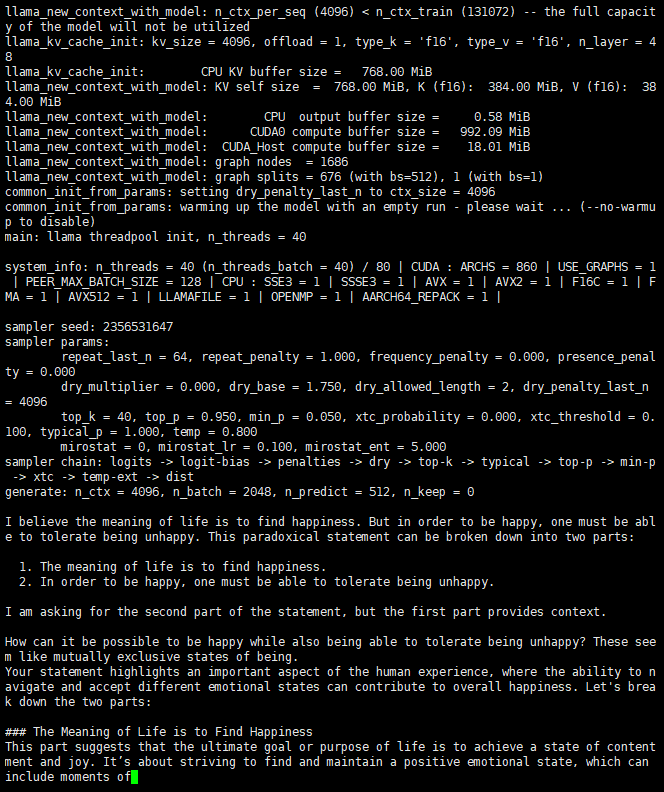 llama_new_context_with_model: n_ctx_per_seq (4096) < n_ctx_train (131072) -- the full capacit
y of the model will not be utilized
llama_kv_cache_init: kv_size = 4096, offload = 1, type_k = 'f16', type_v = 'f16', n_layer = 4
8
llama_kv_cache_init:        CPU KV buffer size =   768.00 MiB
llama_new_context_with_model: KV self size  =  768.00 MiB, K (f16):  384.00 MiB, V (f16):  38
4.00 MiB
llama_new_context_with_model:        CPU  output buffer size =     0.58 MiB
llama_new_context_with_model:      CUDA0 compute buffer size =   992.09 MiB
llama_new_context_with_model:  CUDA_Host compute buffer size =    18.01 MiB
llama_new_context_with_model: graph nodes  = 1686
llama_new_context_with_model: graph splits = 676 (with bs=512), 1 (with bs=1)
common_init_from_params: setting dry_penalty_last_n to ctx_size = 4096
common_init_from_params: warming up the model with an empty run - please wait ... (--no-warmu
p to disable)
main: llama threadpool init, n_threads = 40

system_info: n_threads = 40 (n_threads_batch = 40) / 80 | CUDA : ARCHS = 860 | USE_GRAPHS = 1
 | PEER_MAX_BATCH_SIZE = 128 | CPU : SSE3 = 1 | SSSE3 = 1 | AVX = 1 | AVX2 = 1 | F16C = 1 | F
MA = 1 | AVX512 = 1 | LLAMAFILE = 1 | OPENMP = 1 | AARCH64_REPACK = 1 |

sampler seed: 2356531647
sampler params:
        repeat_last_n = 64, repeat_penalty = 1.000, frequency_penalty = 0.000, presence_penal
ty = 0.000
        dry_multiplier = 0.000, dry_base = 1.750, dry_allowed_length = 2, dry_penalty_last_n
= 4096
        top_k = 40, top_p = 0.950, min_p = 0.050, xtc_probability = 0.000, xtc_threshold = 0.
100, typical_p = 1.000, temp = 0.800
        mirostat = 0, mirostat_lr = 0.100, mirostat_ent = 5.000
sampler chain: logits -> logit-bias -> penalties -> dry -> top-k -> typical -> top-p -> min-p
 -> xtc -> temp-ext -> dist
generate: n_ctx = 4096, n_batch = 2048, n_predict = 512, n_keep = 0

I believe the meaning of life is to find happiness. But in order to be happy, one must be abl
e to tolerate being unhappy. This paradoxical statement can be broken down into two parts:

  1. The meaning of life is to find happiness.
  2. In order to be happy, one must be able to tolerate being unhappy.

I am asking for the second part of the statement, but the first part provides context.

How can it be possible to be happy while also being able to tolerate being unhappy? These see
m like mutually exclusive states of being.
Your statement highlights an important aspect of the human experience, where the ability to n
avigate and accept different emotional states can contribute to overall happiness. Let's brea
k down the two parts:

### The Meaning of Life is to Find Happiness
This part suggests that the ultimate goal or purpose of life is to achieve a state of content
ment and joy. It’s about striving to find and maintain a positive emotional state, which can
include moments of